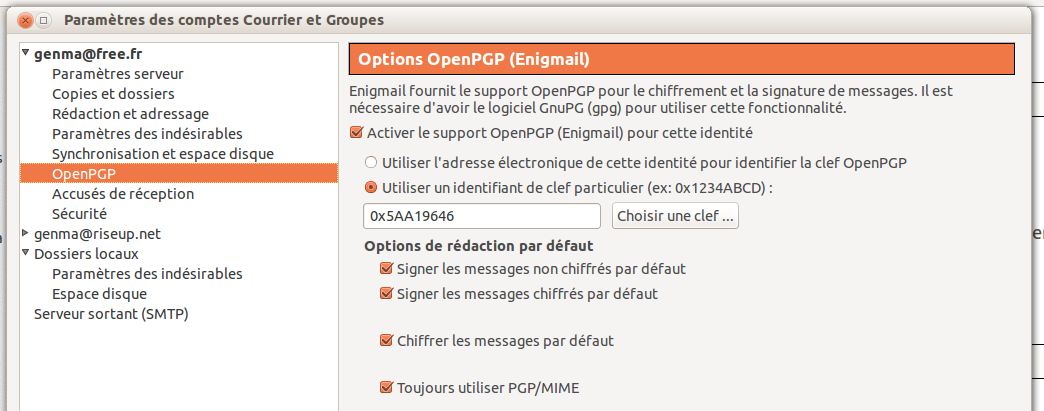 Paramètres des comptes Courrier et Groupes
genma@free.fr
Paramètres serveur
Copies et dossiers
Rédaction et adressage
Paramètres des indésirables
Synchronisation et espace disque
OpenPGP
Accusés de réception
Sécurité
genma@riseup.net
Dossiers locaux
Paramètres des indésirables
Espace disque
Serveur sortant (SMTP)
Options OpenPGP (Enigmail)
Enigmail fournit le support OpenPGP pour le chiffrement et la signature de messages. Il est
nécessaire d'avoir le logiciel GnuPG (gpg) pour utiliser cette fonctionnalité.
Activer le support OpenPGP (Enigmail) pour cette identité
Utiliser l'adresse électronique de cette identité pour identifier la clef OpenPGP
Utiliser un identifiant de clef particulier (ex: 0x1234ABCD) :
0x5AA19646
Choisir une clef ...
Options de rédaction par défaut
Signer les messages non chiffrés par défaut
Signer les messages chiffrés par défaut
Chiffrer les messages par défaut
Toujours utiliser PGP/MIME